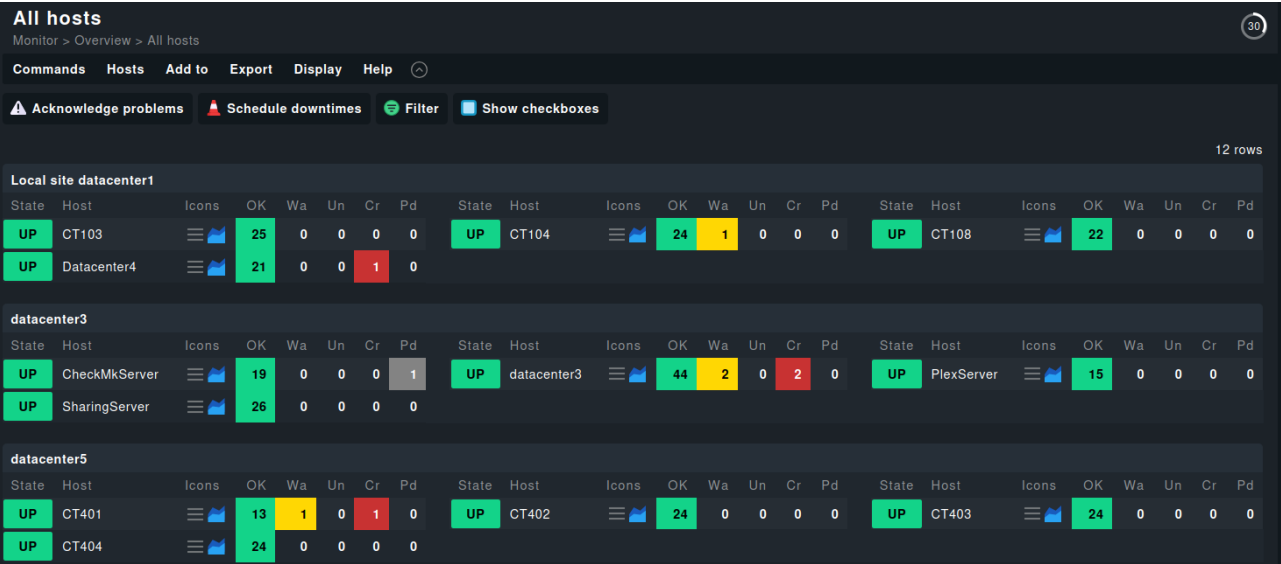 All hosts
Monitor > Overview > All hosts
30
Commands Hosts Add to Export Display Help
Acknowledge problems Schedule downtimes Filter Show checkboxes
12 rows
Local site datacenter1
State Host Icons OK Wa Un Cr Pd State Host Icons OK Wa Un Cr Pd State Host Icons OK Wa Un Cr Pd
UP CT103 25 0 0 0 0 UP CT104 24 1 0 0 0 UP CT108 22 0 0 0 0
UP Datacenter4 21 0 0 1 0
datacenter3
State Host Icons OK Wa Un Cr Pd State Host Icons OK Wa Un Cr Pd State Host Icons OK Wa Un Cr Pd
UP CheckMkServer 19 0 0 0 1 UP datacenter3 44 2 0 2 0 UP PlexServer 15 0 0 0 0
UP SharingServer 26 0 0 0 0
datacenter5
State Host Icons OK Wa Un Cr Pd State Host Icons OK Wa Un Cr Pd State Host Icons OK Wa Un Cr Pd
UP CT401 13 1 0 1 0 UP CT402 24 0 0 0 0 UP CT403 24 0 0 0 0
UP CT404 24 0 0 0 0